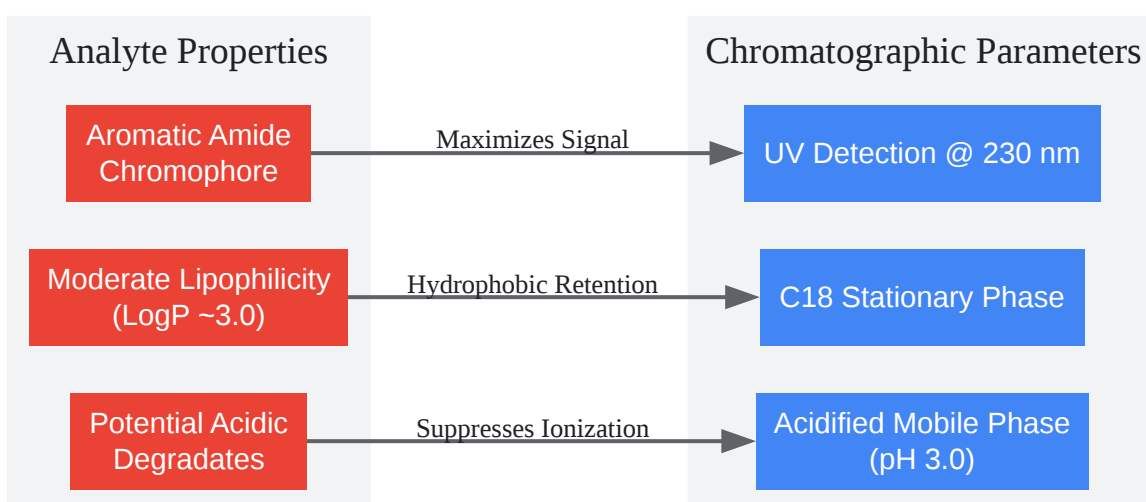 Analyte Properties
Chromatographic Parameters
Aromatic Amide
Chromophore
Maximizes Signal
UV Detection @ 230 nm
Moderate Lipophilicity
(LogP ~3.0)
Hydrophobic Retention
C18 Stationary Phase
Potential Acidic
Degradates
Suppresses Ionization
Acidified Mobile Phase
(pH 3.0)